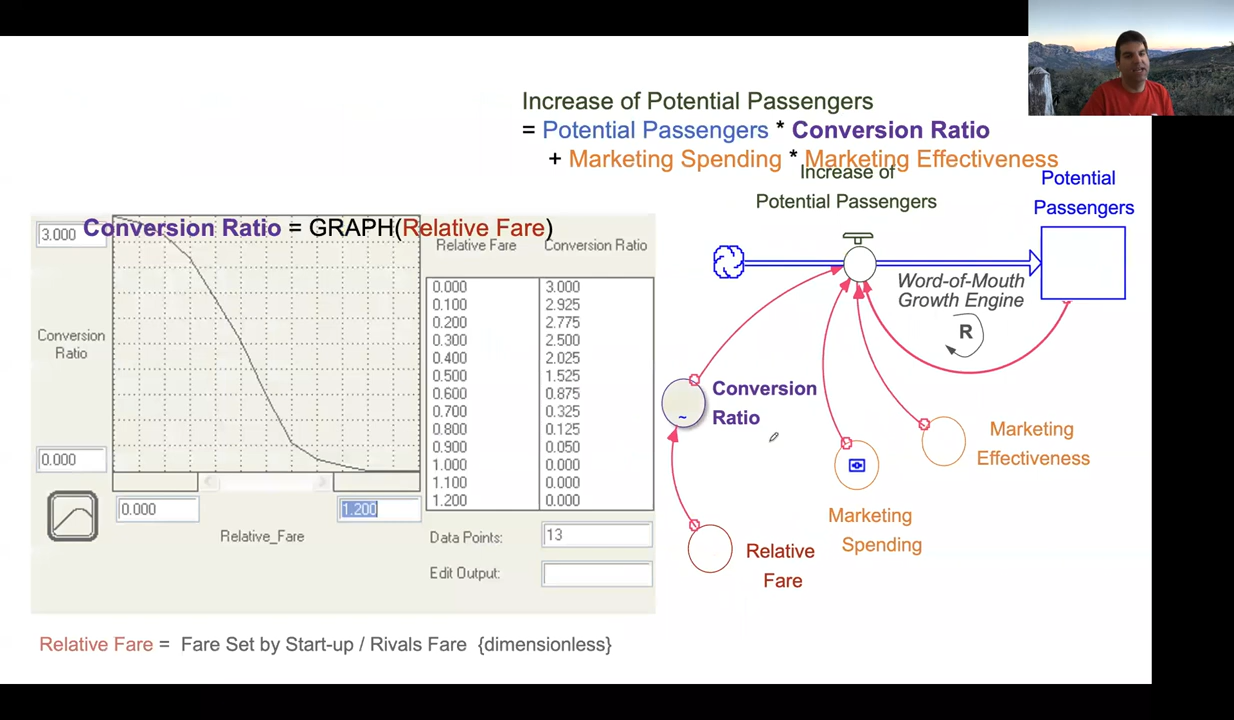 Increase of Potential Passengers
= Potential Passengers * Conversion Ratio
+ Marketing Spending * Marketing Effectiveness
Conversion Ratio = GRAPH(Relative Fare)
3.000
Conversion
Ratio
0.000
0.000
1.200
Relative_Fare
Relative Fare Conversion Ratio
0.000 3.000
0.100 2.925
0.200 2.775
0.300 2.500
0.400 2.025
0.500 1.525
0.600 0.875
0.700 0.325
0.800 0.125
0.900 0.050
1.000 0.000
1.100 0.000
1.200 0.000
Data Points: 13
Edit Output:
Increase of
Potential Passengers
Potential
Passengers
Word-of-Mouth
Growth Engine
R
Conversion
Ratio
~
Marketing
Effectiveness
Marketing
Spending
Relative
Fare
Relative Fare = Fare Set by Start-up / Rivals Fare {dimensionless}